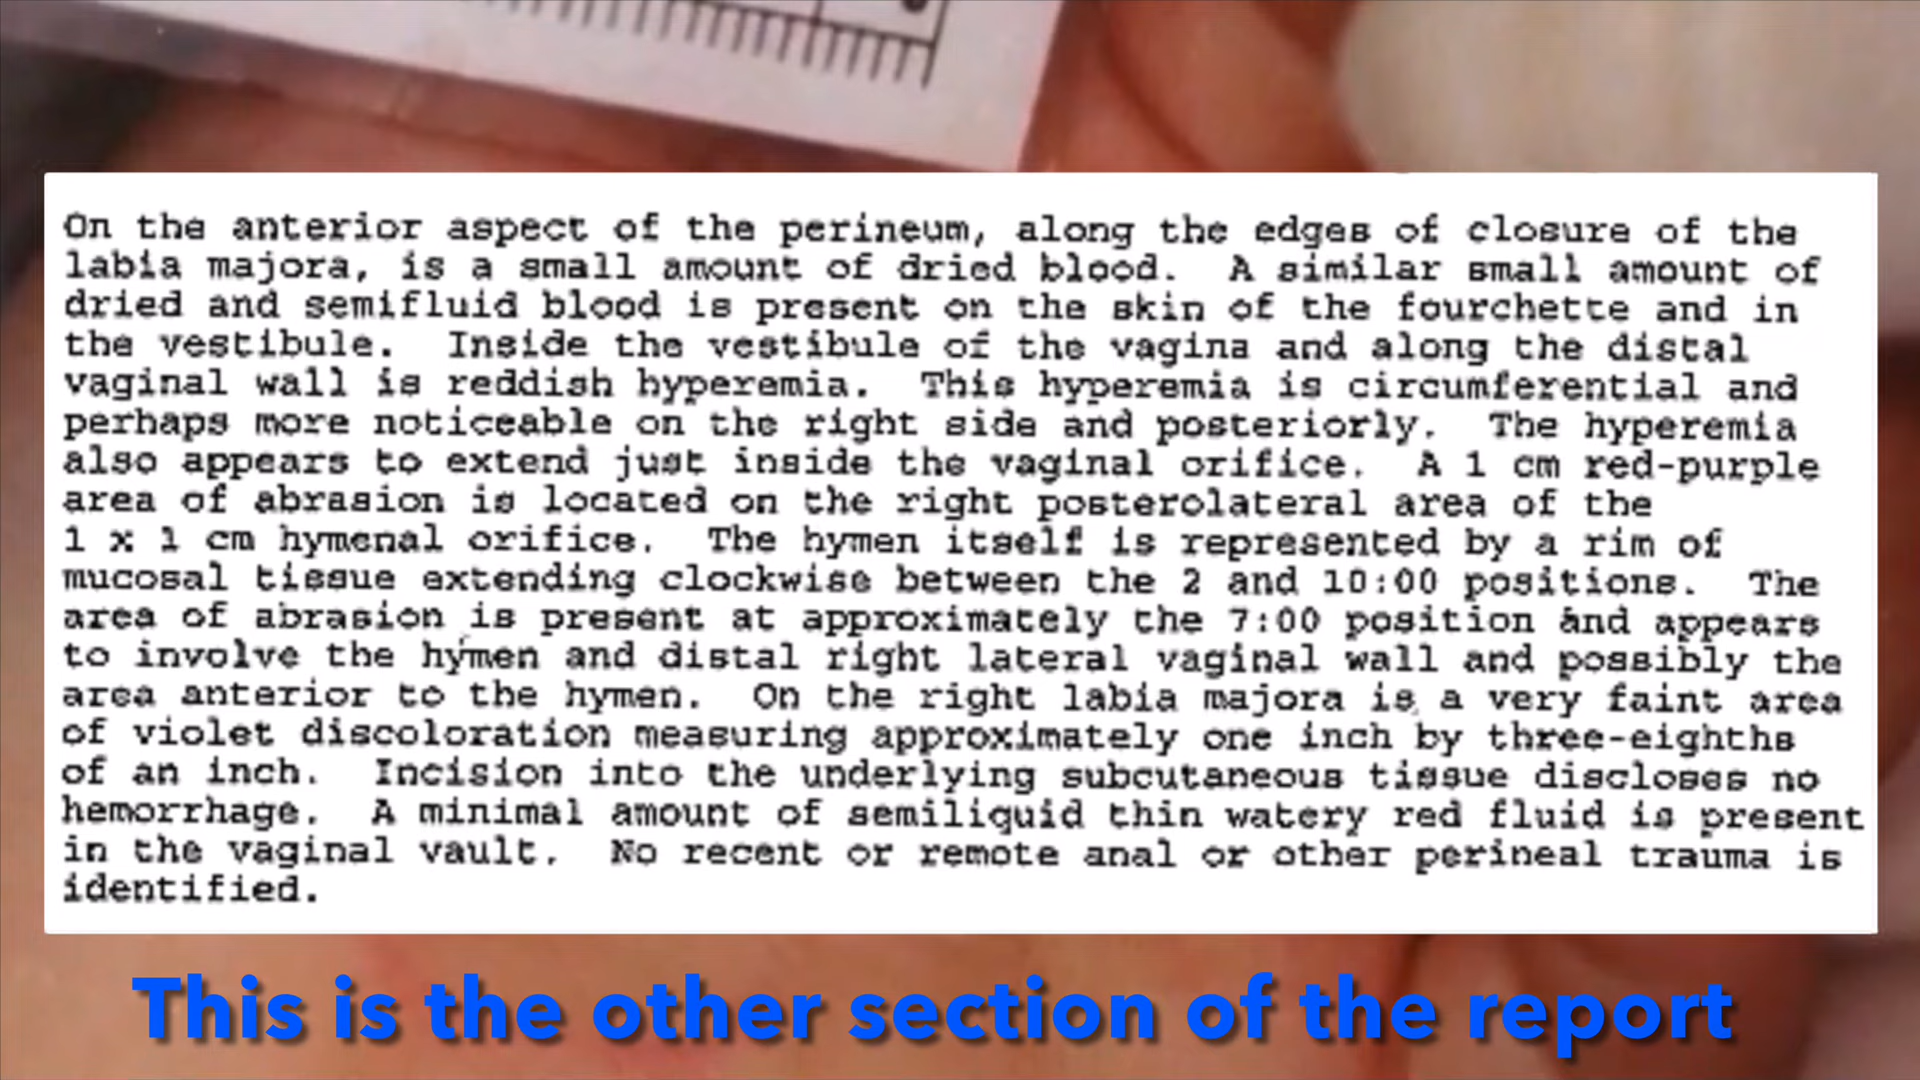 On the anterior aspect of the perineum, along the edges of closure of the
labia majora, is a small amount of dried blood. A similar small amount of
dried and semifluid blood is present on the skin of the fourchette and in
the vestibule. Inside the vestibule of the vagina and along the distal
vaginal wall is reddish hyperemia. This hyperemia is circumferential and
perhaps more noticeable on the right side and posteriorly. The hyperemia
also appears to extend just inside the vaginal orifice. A 1 cm red-purple
area of abrasion is located on the right posterolateral area of the
1 x 1 cm hymenal orifice. The hymen itself is represented by a rim of
mucosal tissue extending clockwise between the 2 and 10:00 positions. The
area of abrasion is present at approximately the 7:00 position and appears
to involve the hymen and distal right lateral vaginal wall and possibly the
area anterior to the hymen. On the right labia majora is a very faint area
of violet discoloration measuring approximately one inch by three-eighths
of an inch. Incision into the underlying subcutaneous tissue discloses no
hemorrhage. A minimal amount of semiliquid thin watery red fluid is present
in the vaginal vault. No recent or remote anal or other perineal trauma is
identified.
This is the other section of the report